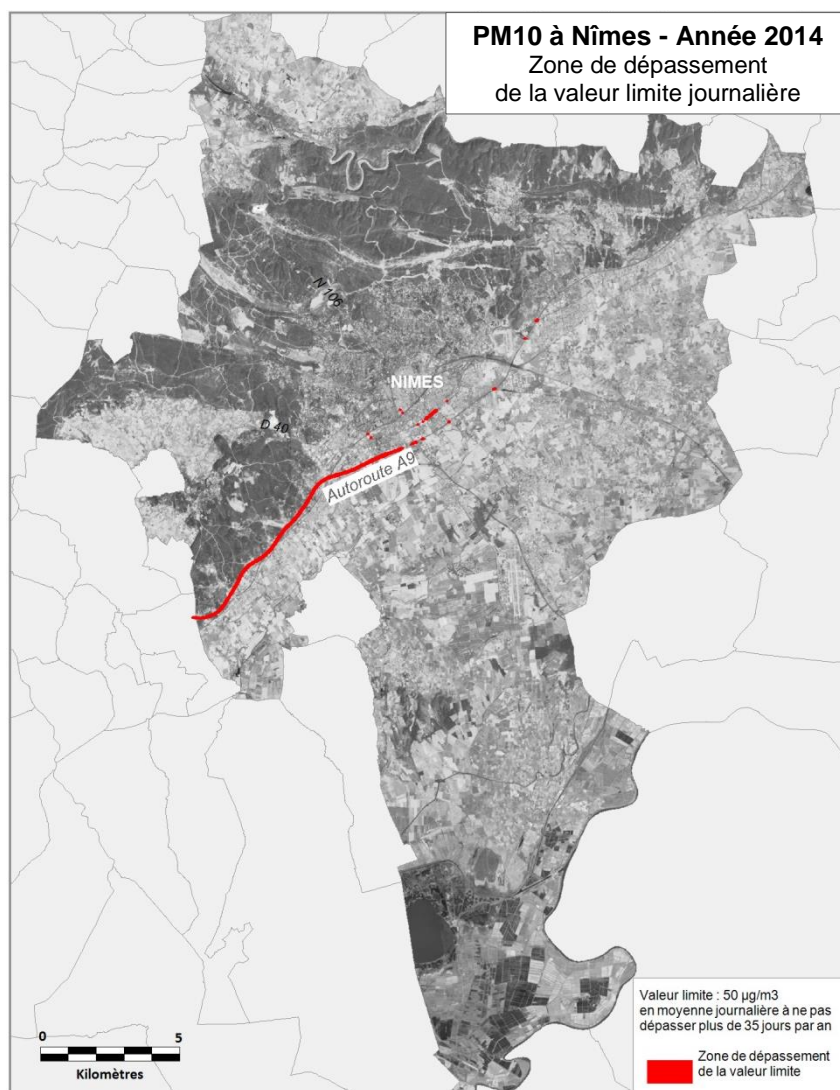 PM10 à Nîmes - Année 2014
Zone de dépassement
de la valeur limite journalière
N 106
NIMES
D 40
Autoroute A9
Valeur limite : 50 µg/m3
en moyenne journalière à ne pas
dépasser plus de 35 jours par an
0 5
Kilomètres
Zone de dépassement
de la valeur limite